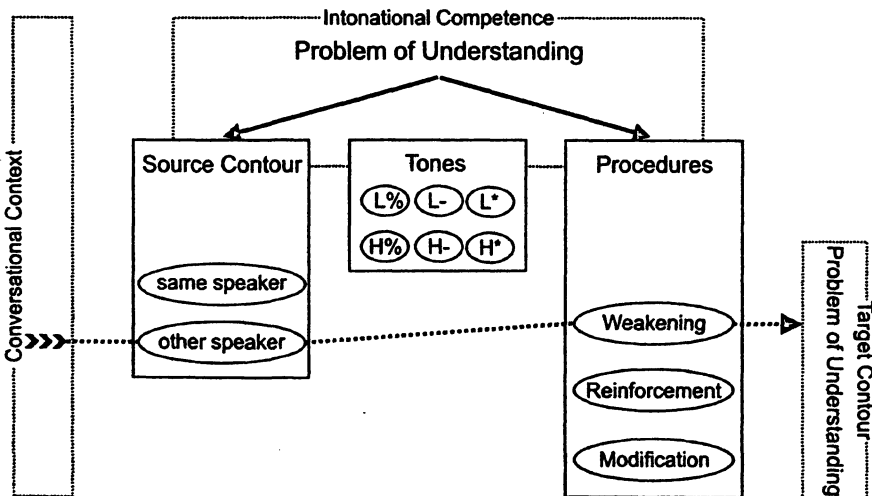 Intonational Competence
Problem of Understanding
Conversational Context
Source Contour
same speaker
other speaker
Tones
L% L- L*
H% H- H*
Procedures
Weakening
Reinforcement
Modification
Target Contour
Problem of Understanding